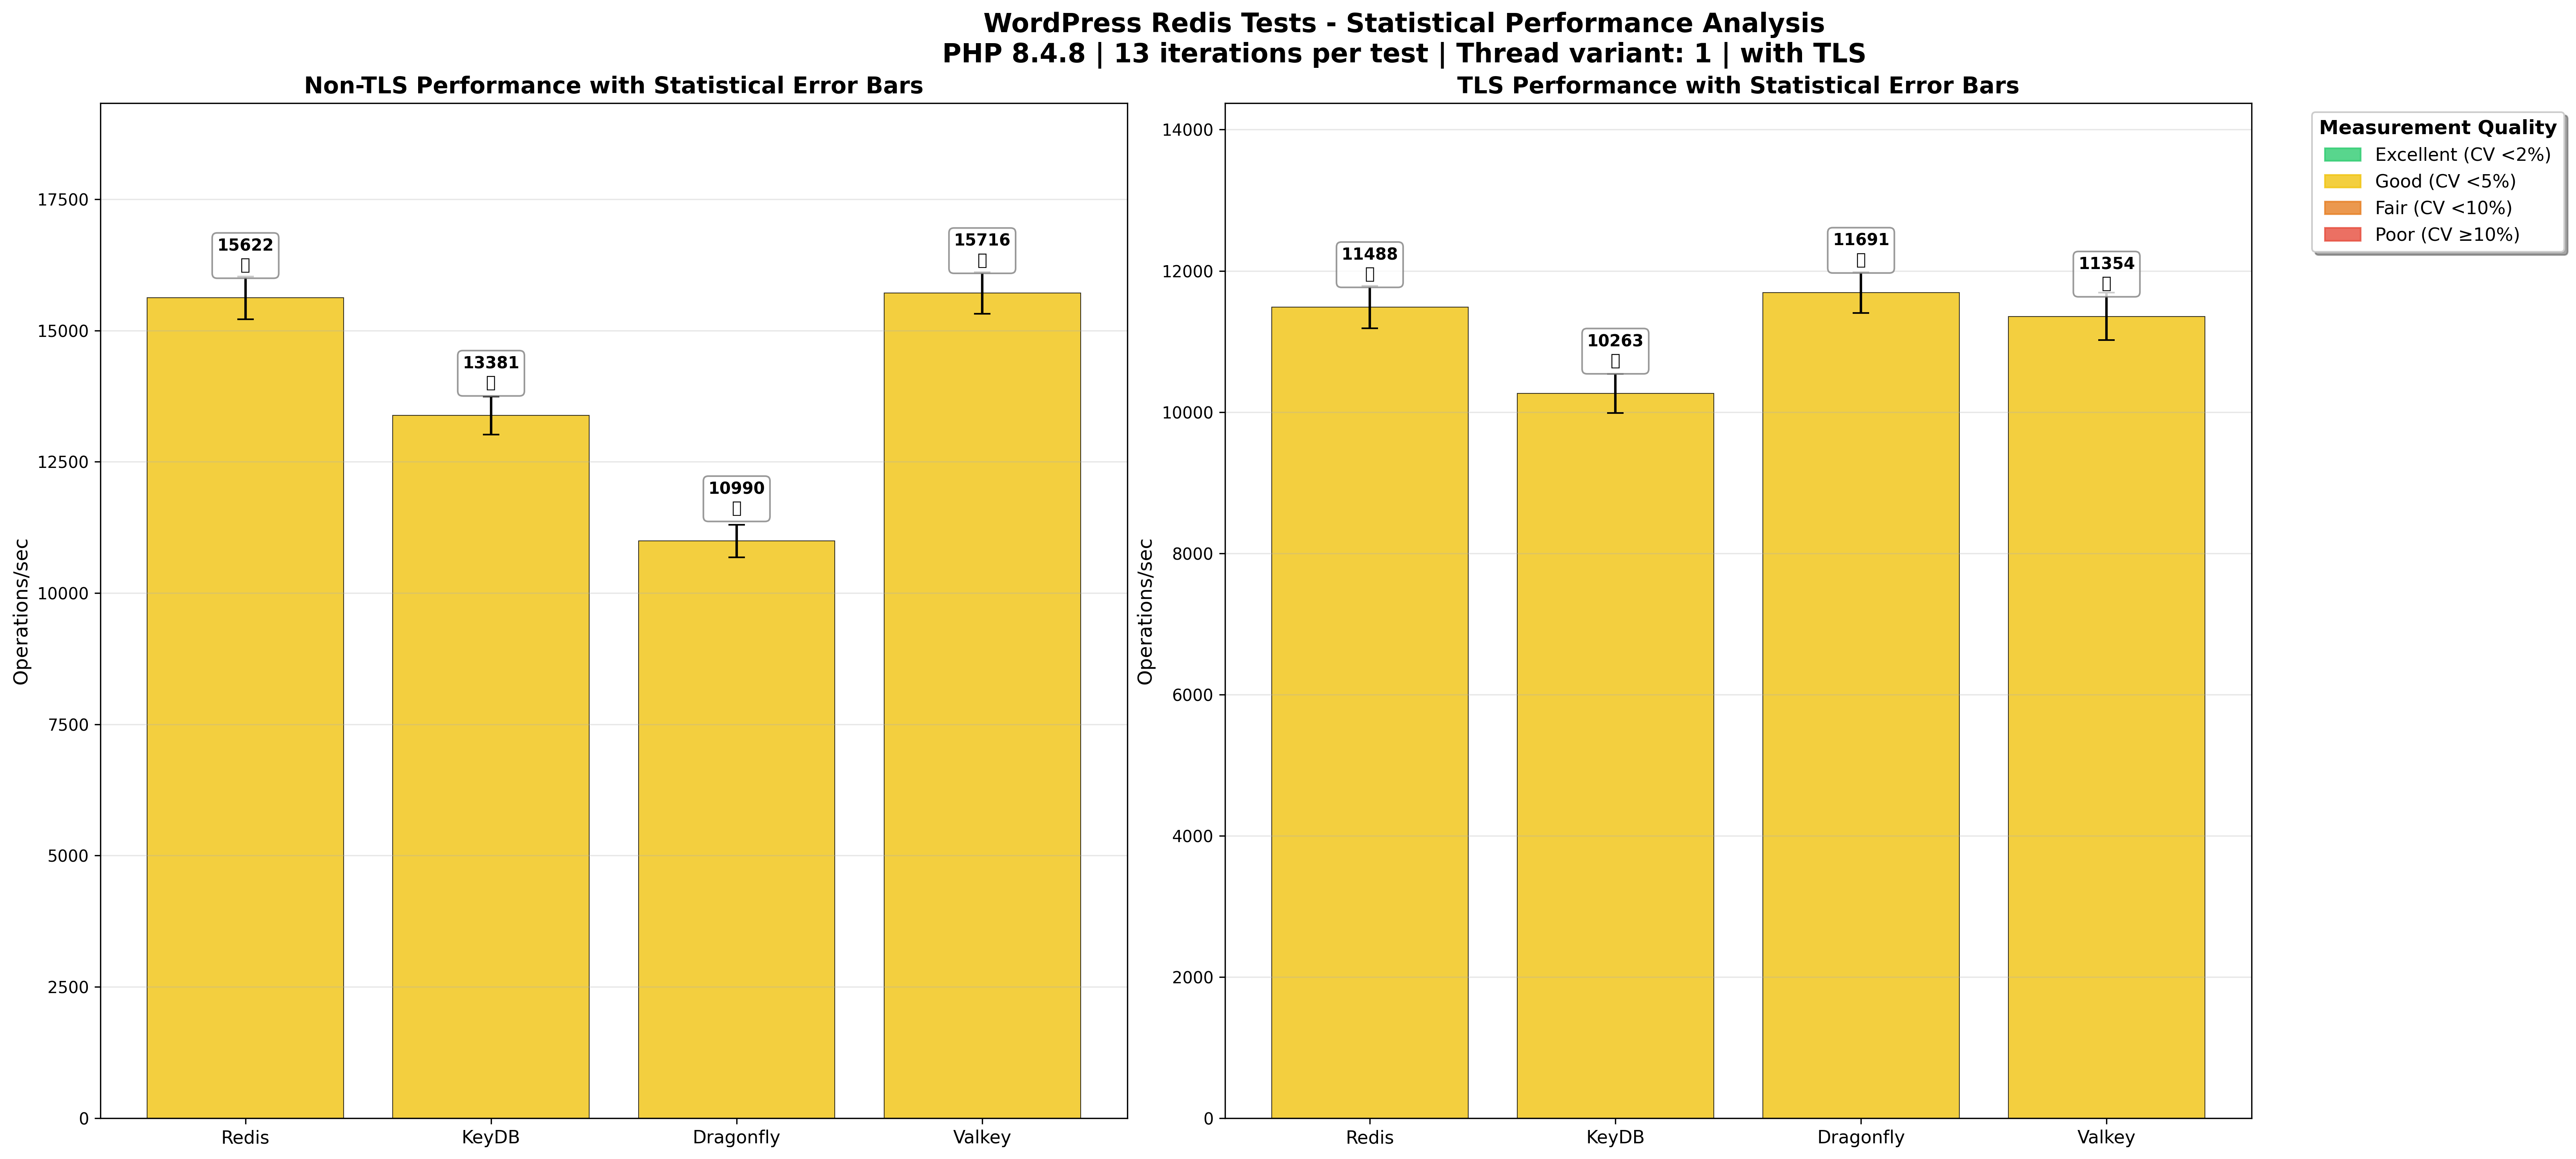 WordPress Redis Tests - Statistical Performance Analysis
PHP 8.4.8 | 13 iterations per test | Thread variant: 1 | with TLS
Non-TLS Performance with Statistical Error Bars
Operations/sec
17500
15000
12500
10000
7500
5000
2500
0
15622
13381
10990
15716
Redis
KeyDB
Dragonfly
Valkey
TLS Performance with Statistical Error Bars
Operations/sec
14000
12000
10000
8000
6000
4000
2000
0
11488
10263
11691
11354
Redis
KeyDB
Dragonfly
Valkey
Measurement Quality
Excellent (CV <2%)
Good (CV <5%)
Fair (CV <10%)
Poor (CV ≥10%)